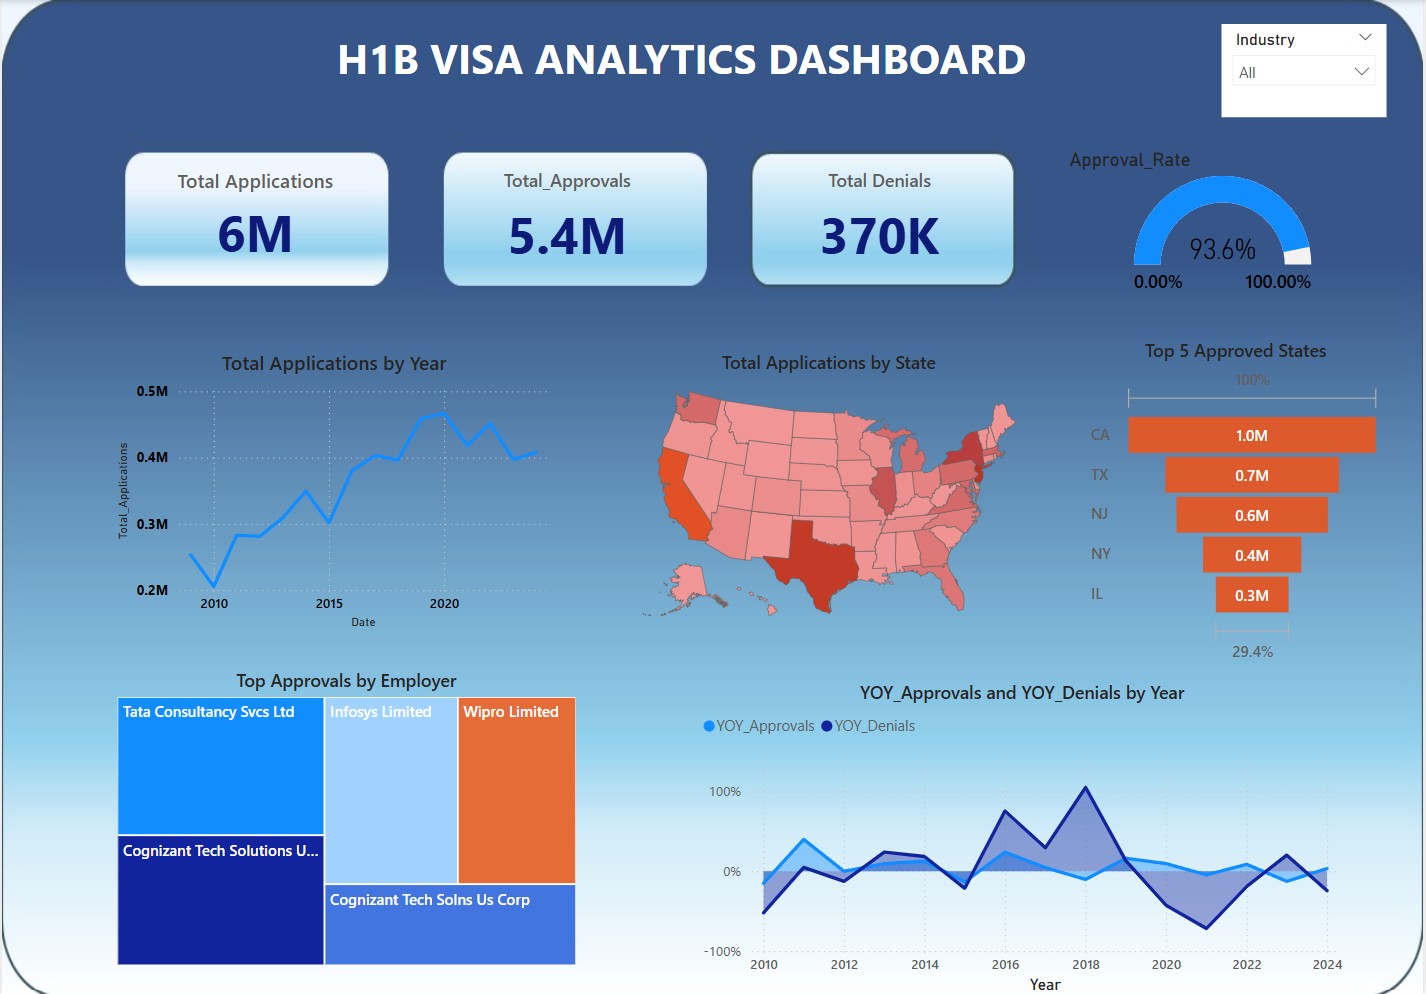 H1B VISA ANALYTICS DASHBOARD
Industry
All
Total Applications
6M
Total_Approvals
5.4M
Total Denials
370K
Approval_Rate
93.6%
0.00%
100.00%
Total Applications by Year
0.5M
0.4M
0.3M
0.2M
Total_Applications
2010
2015
2020
Date
Total Applications by State
Top 5 Approved States
100%
CA
1.0M
TX
0.7M
NJ
0.6M
NY
0.4M
IL
0.3M
29.4%
Top Approvals by Employer
Tata Consultancy Svcs Ltd
Infosys Limited
Wipro Limited
Cognizant Tech Solutions U...
Cognizant Tech Solns Us Corp
YOY_Approvals and YOY_Denials by Year
YOY_Approvals
YOY_Denials
100%
0%
-100%
2010
2012
2014
2016
2018
2020
2022
2024
Year